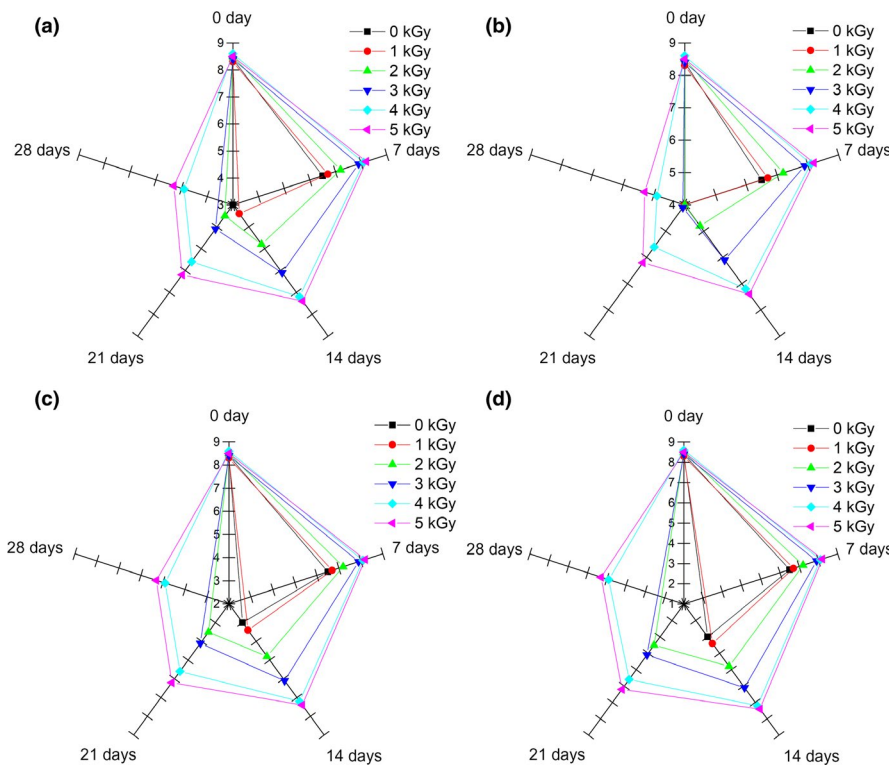 (a)
0 day
9
8
7
6
5
4
3
0 kGy
1 kGy
2 kGy
3 kGy
4 kGy
5 kGy
7 days
14 days
21 days
28 days
(b)
0 day
9
8
7
6
5
4
0 kGy
1 kGy
2 kGy
3 kGy
4 kGy
5 kGy
7 days
14 days
21 days
28 days
(c)
0 day
9
8
7
6
5
4
3
2
0 kGy
1 kGy
2 kGy
3 kGy
4 kGy
5 kGy
7 days
14 days
21 days
28 days
(d)
0 day
9
8
7
6
5
4
3
2
1
0 kGy
1 kGy
2 kGy
3 kGy
4 kGy
5 kGy
7 days
14 days
21 days
28 days